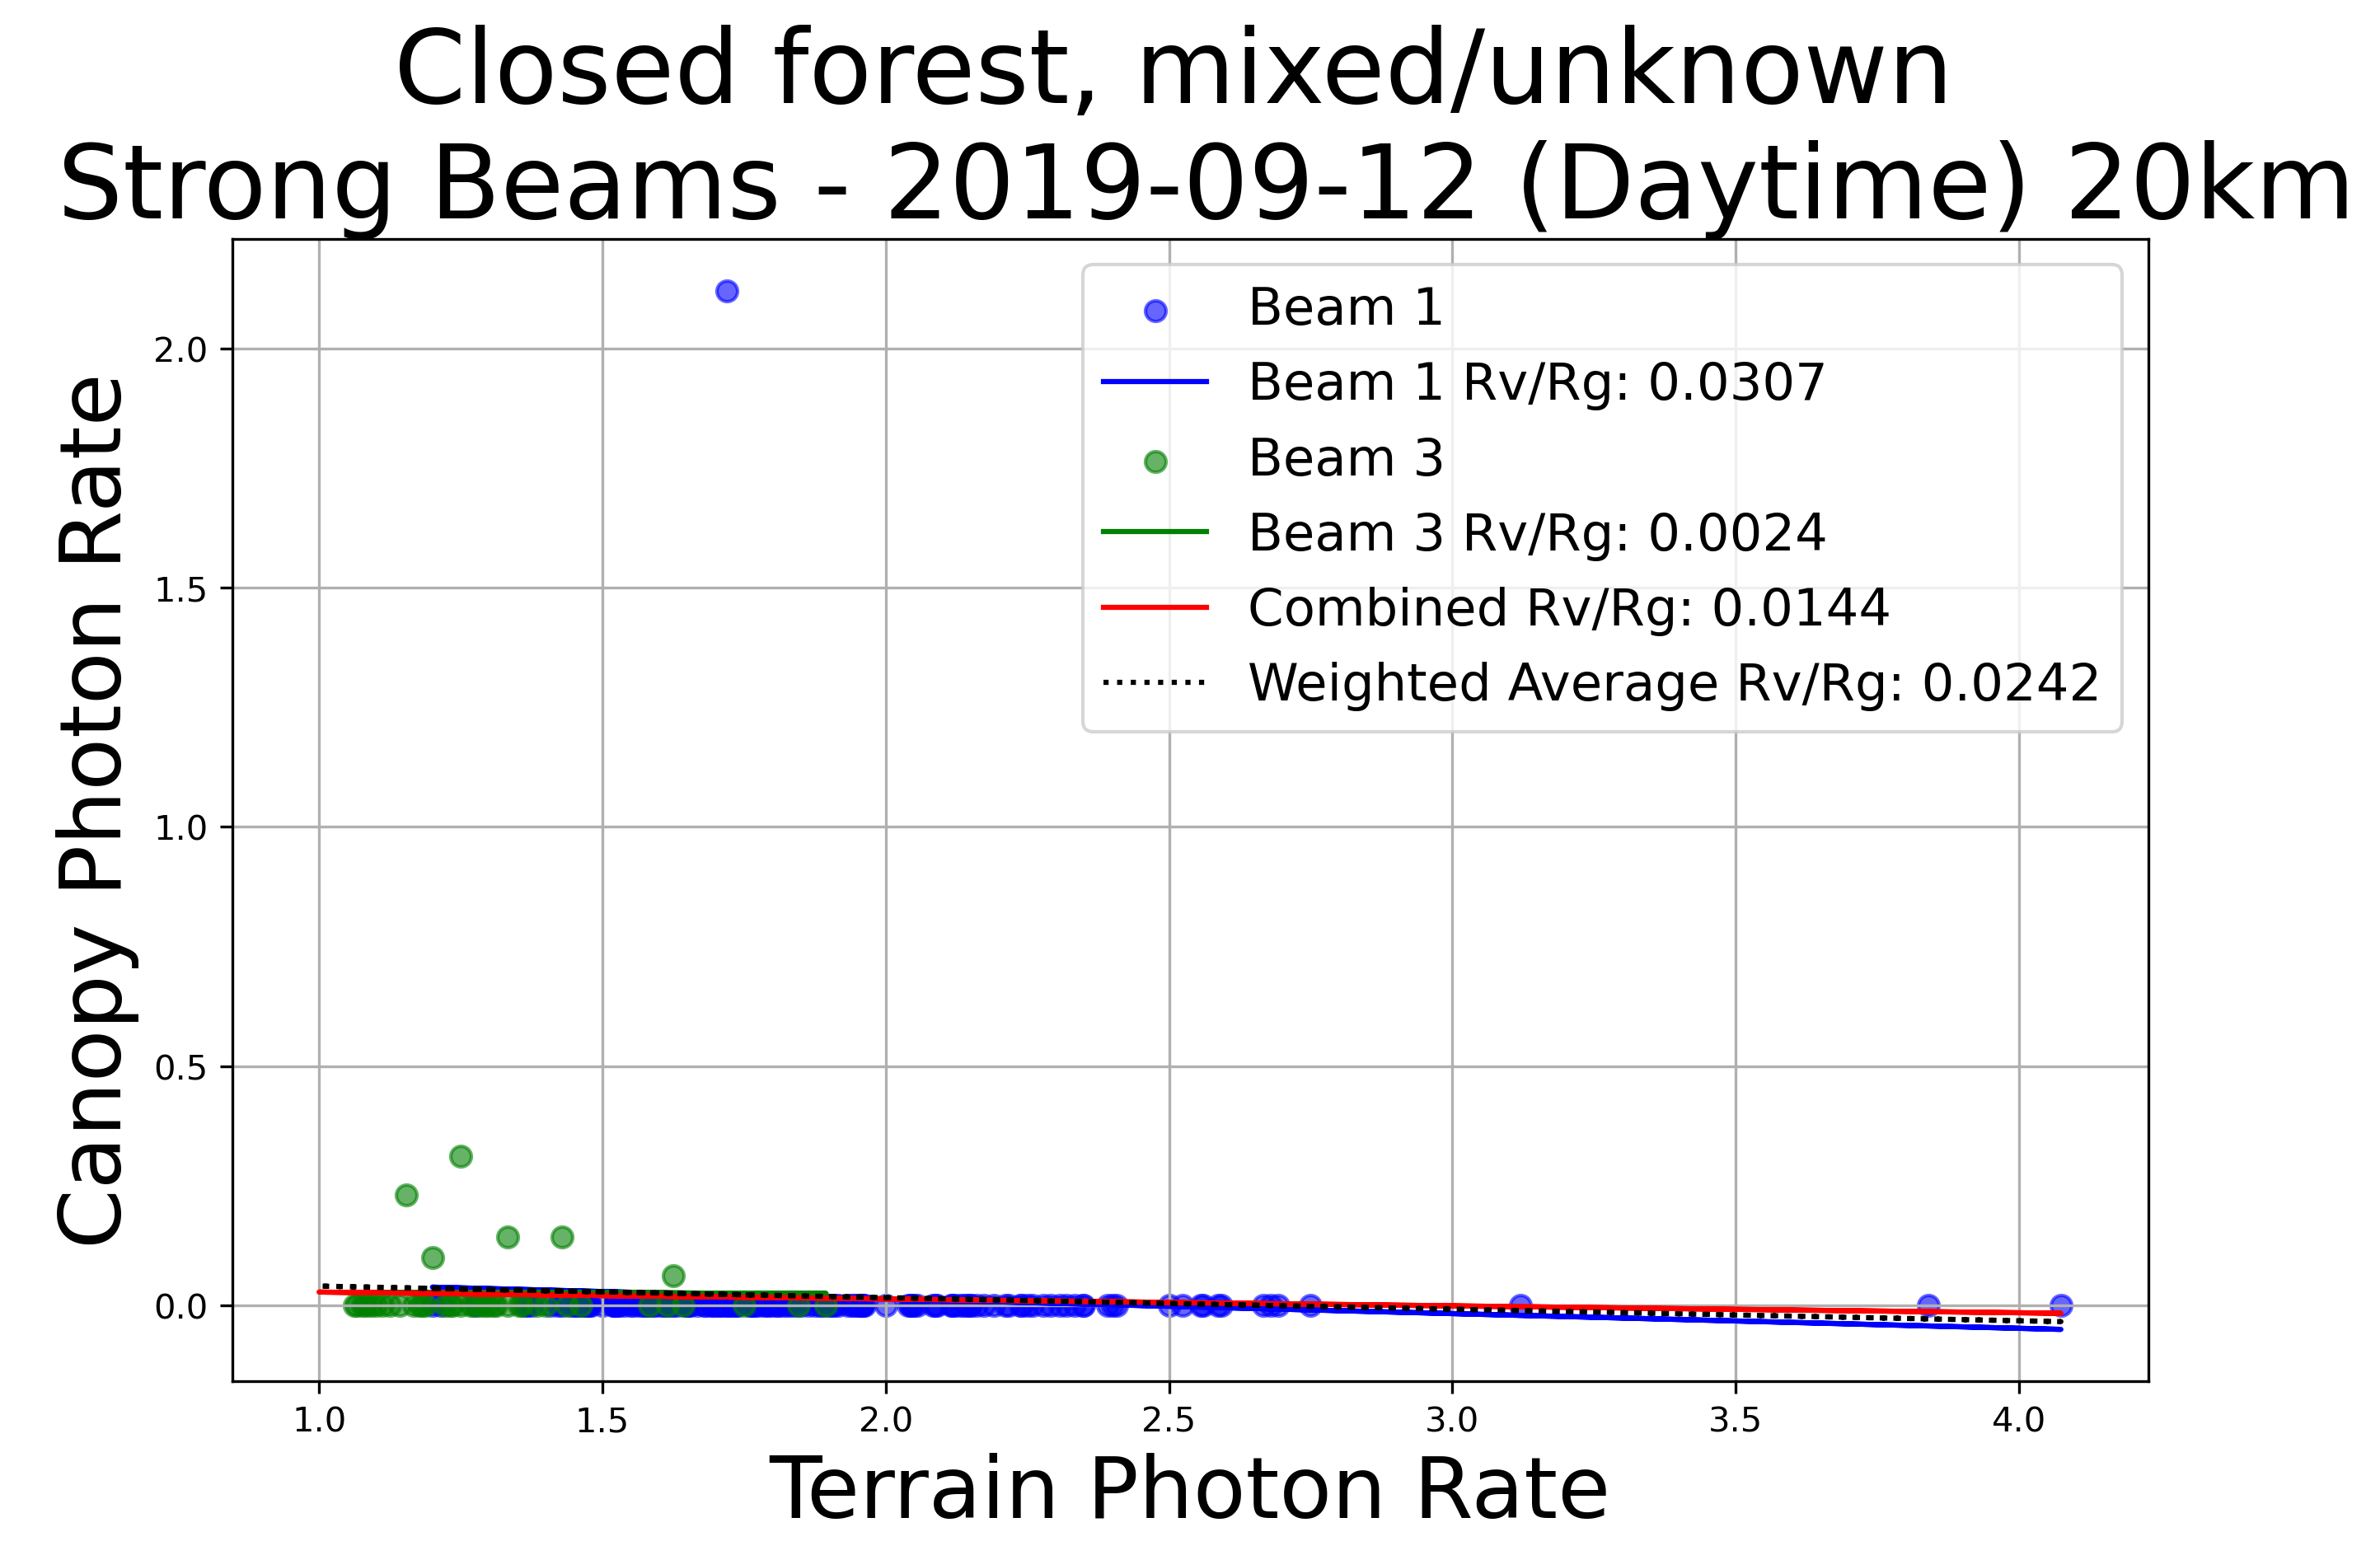 Closed forest, mixed/unknown
Strong Beams - 2019-09-12 (Daytime) 20km
Beam 1
Beam 1 Rv/Rg: 0.0307
Beam 3
Beam 3 Rv/Rg: 0.0024
Combined Rv/Rg: 0.0144
Weighted Average Rv/Rg: 0.0242
Canopy Photon Rate
2.0
1.5
1.0
0.5
0.0
1.0 1.5 2.0 2.5 3.0 3.5 4.0
Terrain Photon Rate